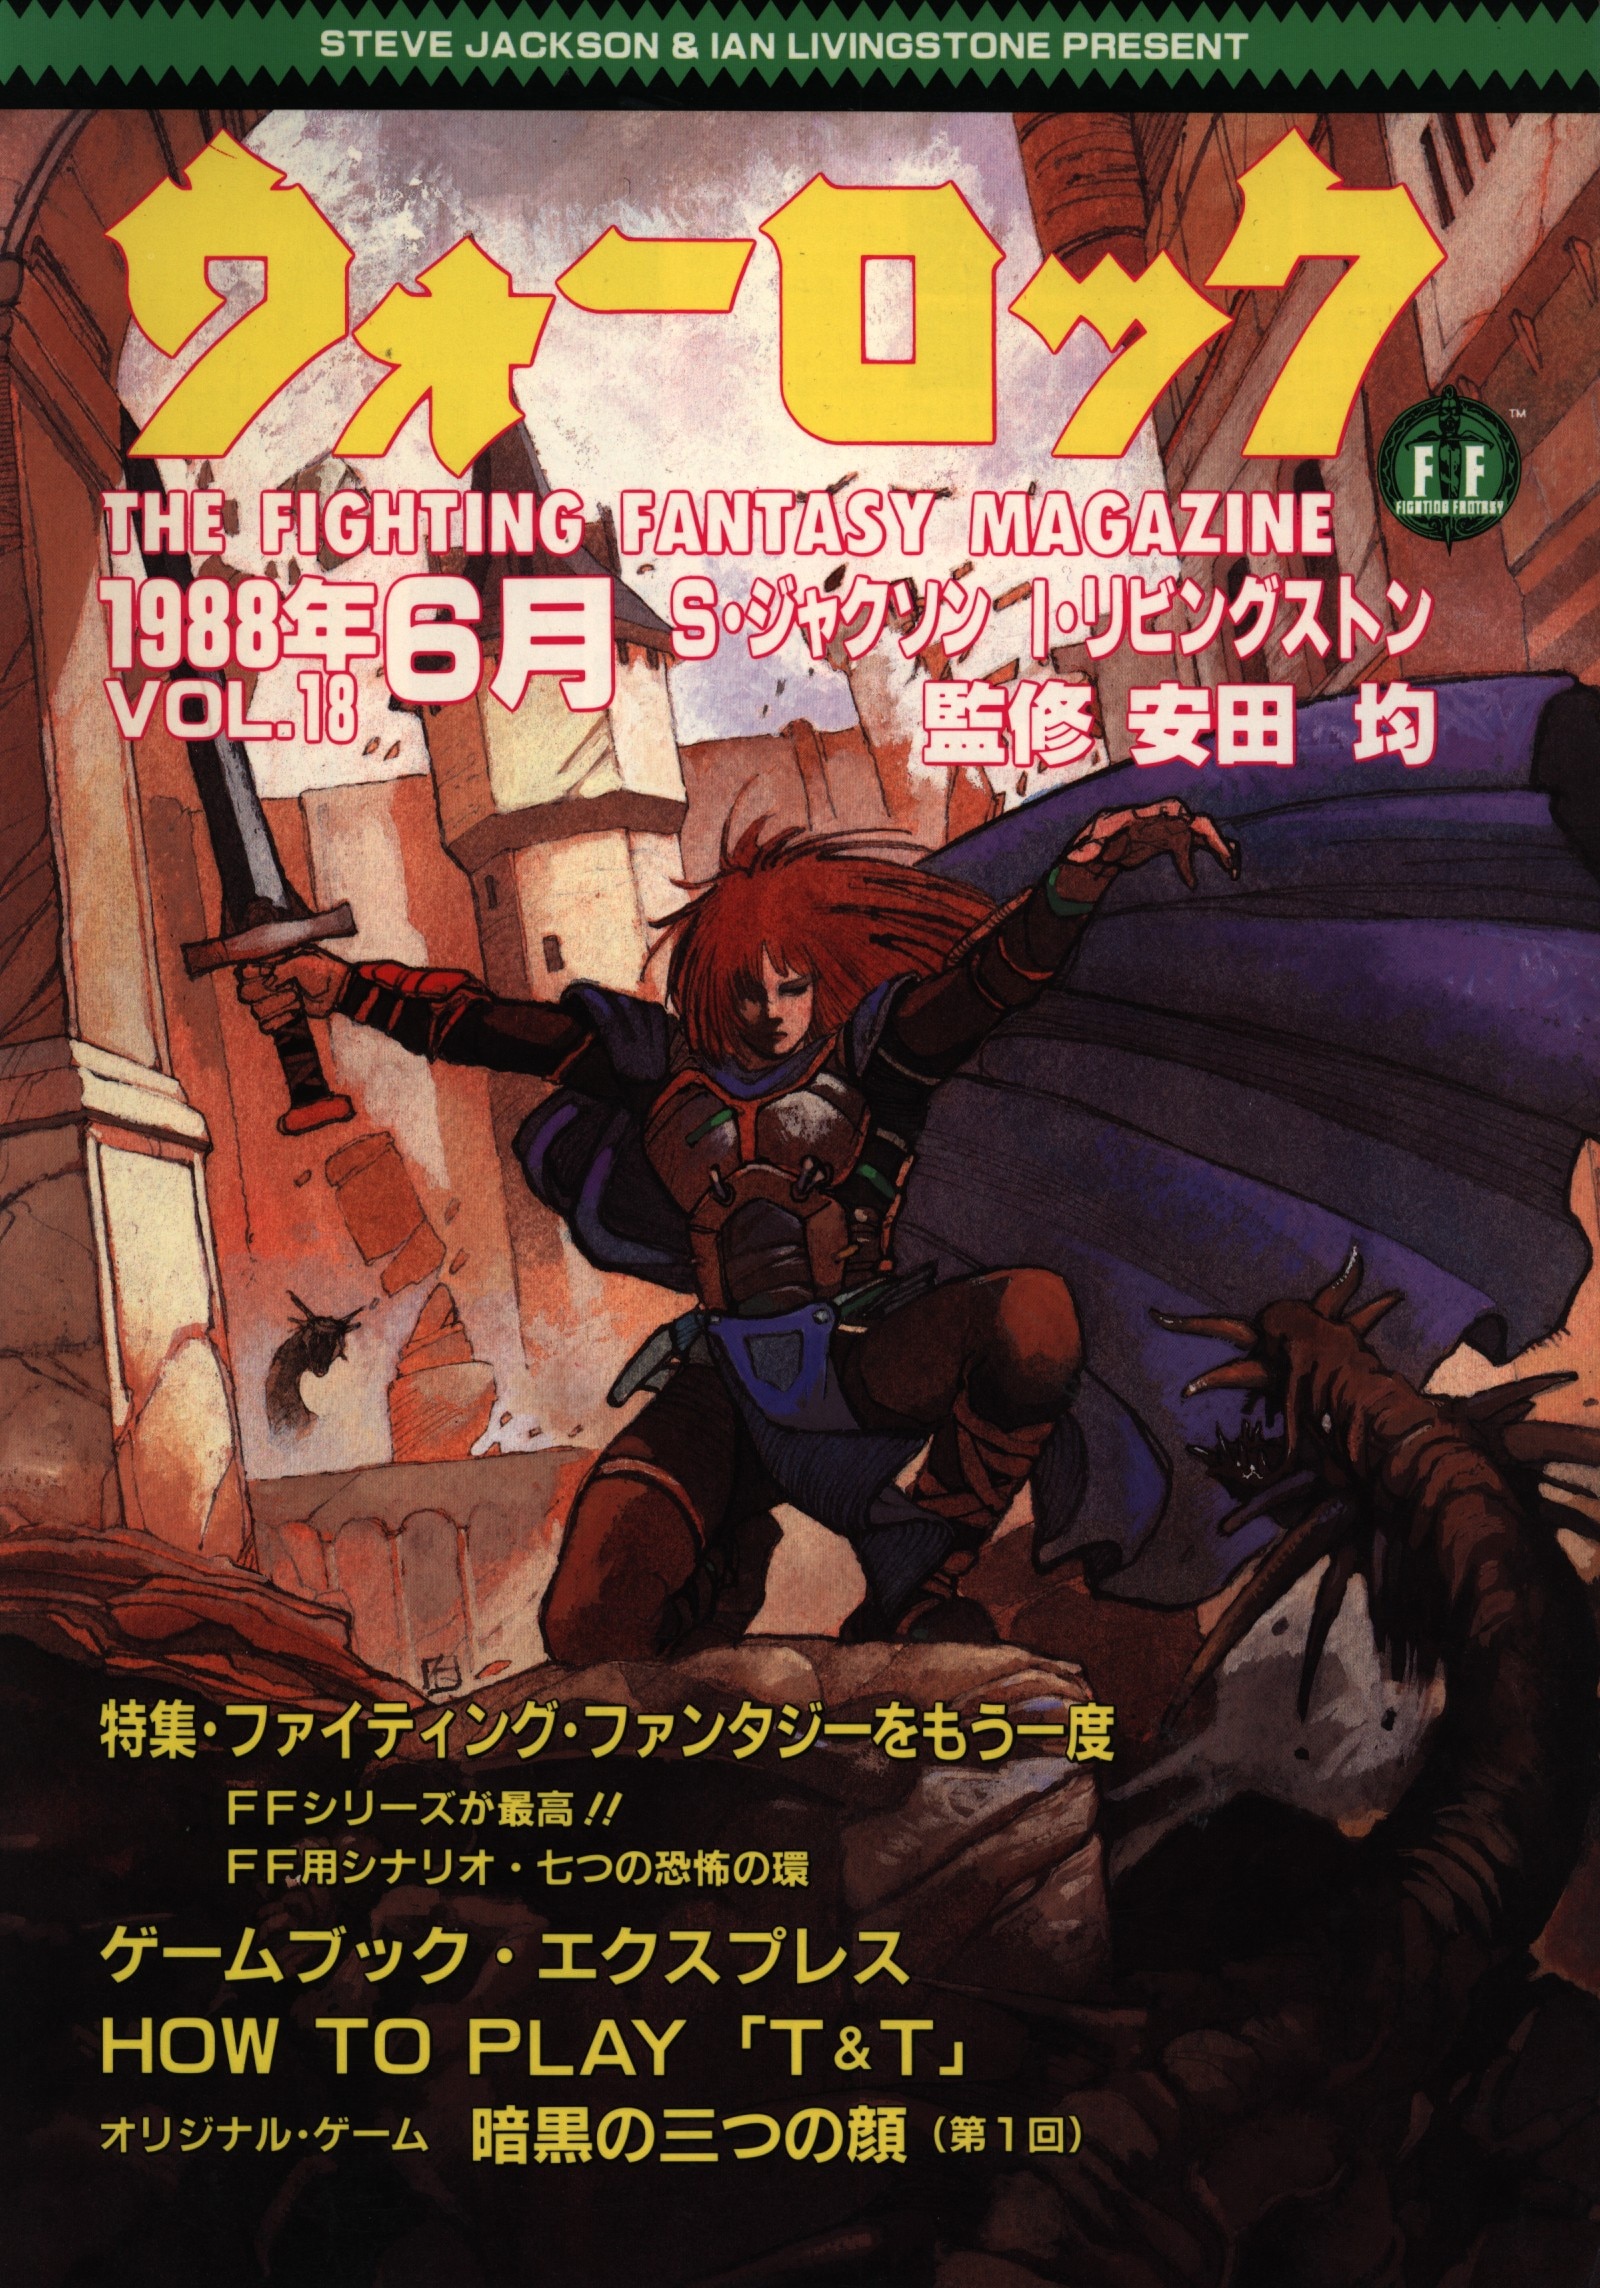 STEVE JACKSON & IAN LIVINGSTONE PRESENT
ウォーロック
TM
F F
FIGHTING FANTASY
THE FIGHTING FANTASY MAGAZINE
1988年6月
VOL.18
S・ジャクソン I・リビングストン
監修 安田 均
特集・ファイティング・ファンタジーをもう一度
FFシリーズが最高!!
FF用シナリオ・七つの恐怖の環
ゲームブック・エクスプレス
HOW TO PLAY「T&T」
オリジナル・ゲーム 暗黒の三つの顔(第1回)